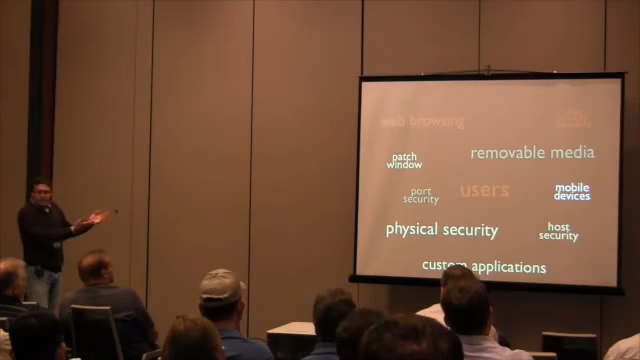 web browsing
patch
window
removable media
port
security
users
mobile
devices
physical security
host
security
custom applications